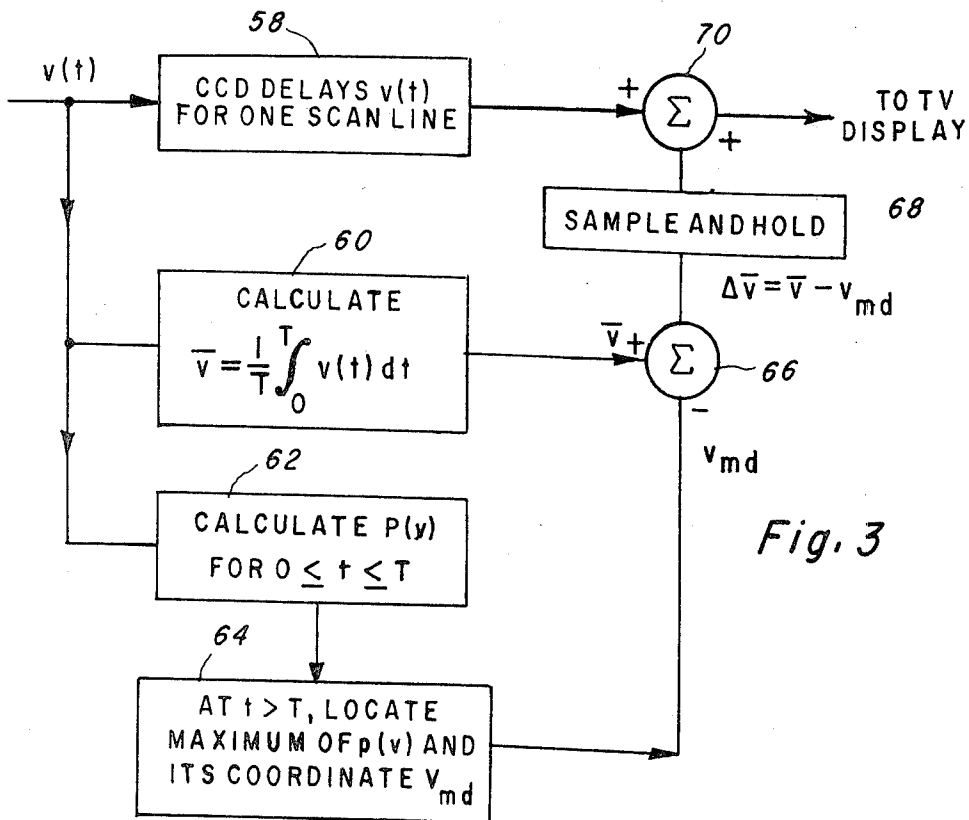 58
70
v(t)
CCD DELAYS v(t)
FOR ONE SCAN LINE
+
Σ
+
TO TV
DISPLAY
SAMPLE AND HOLD
68
Δv̅ = v̅ – v_md
60
CALCULATE
v̅ = 1/T ∫₀ᵀ v(t) dt
v̅ +
Σ
66
–
v_md
62
CALCULATE P(y)
FOR 0 ≤ t ≤ T
Fig. 3
64
AT t > T, LOCATE
MAXIMUM OF p(v) AND
ITS COORDINATE V_md